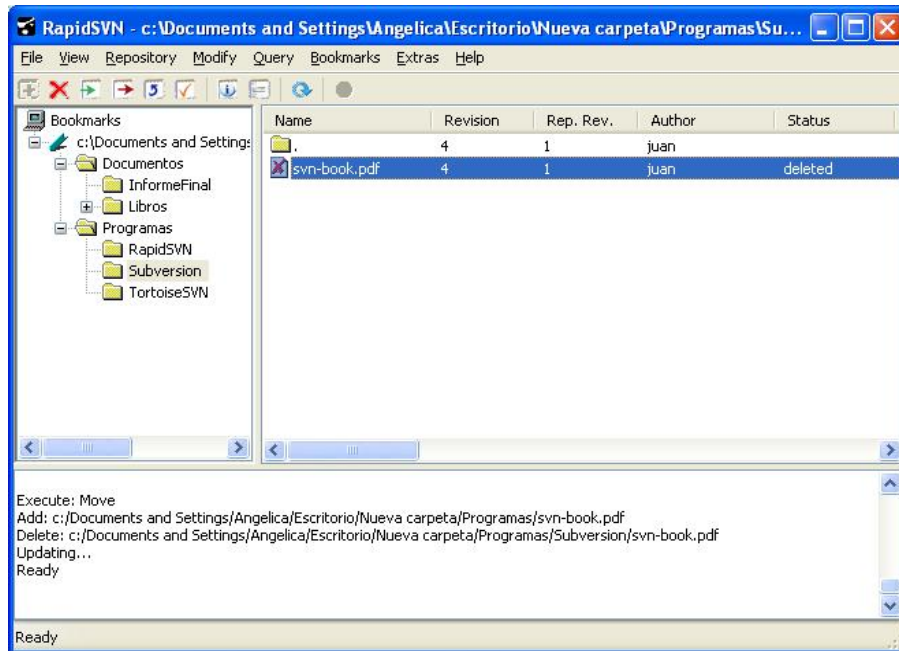 RapidSVN - c:\Documents and Settings\Angelica\Escritorio\Nueva carpeta\Programas\Su...
File View Repository Modify Query Bookmarks Extras Help
Bookmarks
c:\Documents and Settings
Documentos
InformeFinal
Libros
Programas
RapidSVN
Subversion
TortoiseSVN
Name Revision Rep. Rev. Author Status
. 4 1 juan
svn-book.pdf 4 1 juan deleted
Execute: Move
Add: c:/Documents and Settings/Angelica/Escritorio/Nueva carpeta/Programas/svn-book.pdf
Delete: c:/Documents and Settings/Angelica/Escritorio/Nueva carpeta/Programas/Subversion/svn-book.pdf
Updating...
Ready
Ready